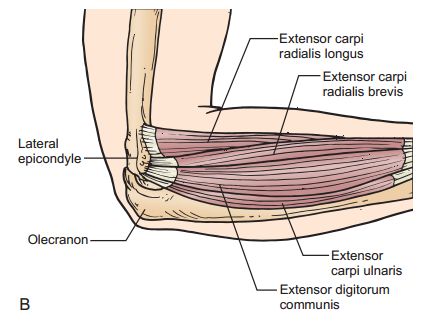 Extensor carpi
radialis longus
Extensor carpi
radialis brevis
Lateral
epicondyle
Olecranon
Extensor
carpi ulnaris
Extensor digitorum
communis
B